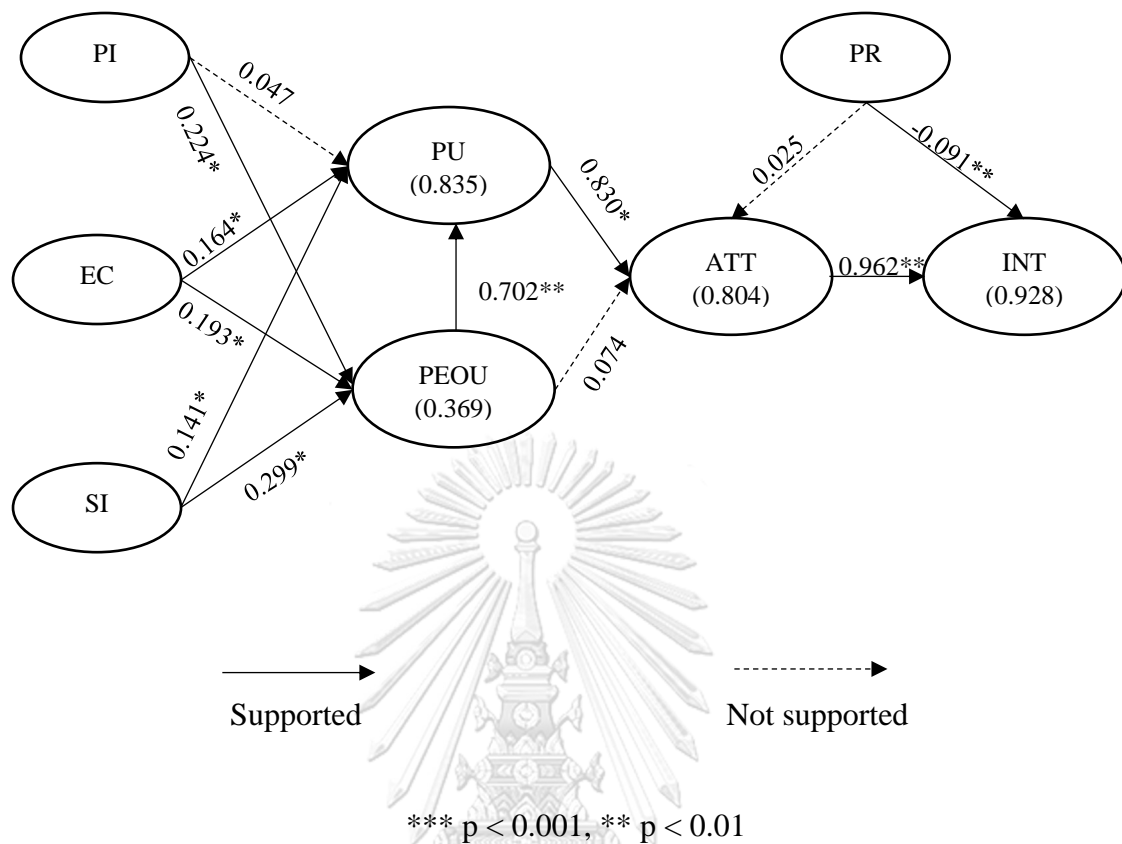 PI
PR
0.047
0.224*
PU
(0.835)
0.830*
0.025
-0.091**
EC
0.164*
0.193*
0.702**
ATT
(0.804)
0.962**
INT
(0.928)
PEOU
(0.369)
0.074
0.141*
0.299*
SI
Supported
Not supported
*** p < 0.001, ** p < 0.01